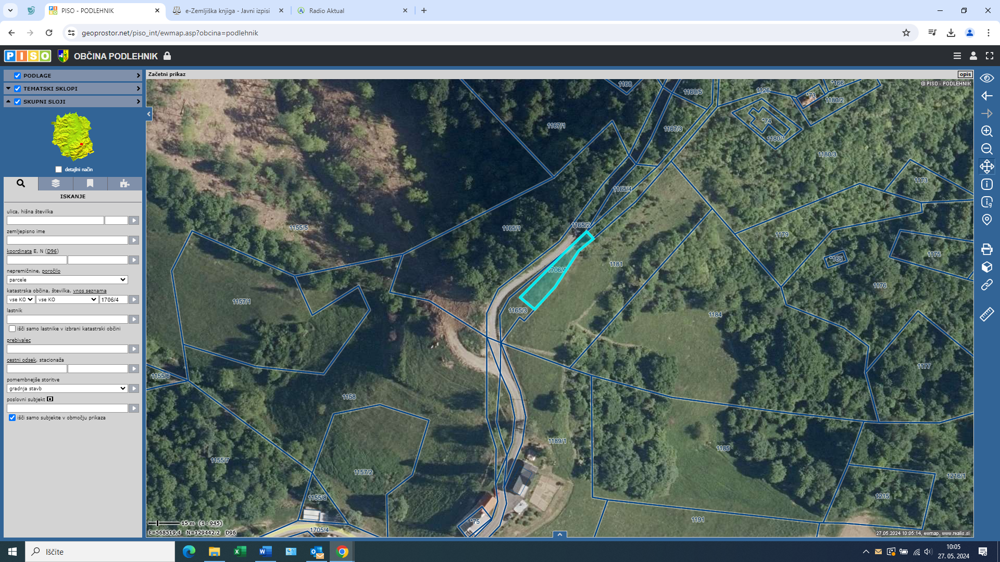 PISO - PODLEHNIK
e-Zemljiška knjiga - Javni izpisi
Radio Aktual
geoprostor.net/piso_int/ewmap.asp?obcina=podlehnik
PISO OBČINA PODLEHNIK
PODLAGE
TEMATSKI SKLOPI
SKUPNI SLOJI
detajlni način
ISKANJE
ulica, hišna številka
zemljepisno ime
koordinata E, N (D96)
nepremičnine, poročilo
parcele
katastrska občina, številka, vnos seznama
vse KO vse KO 1706/4
lastnik
išči samo lastnike v izbrani katastrski občini
prebivalec
cestni odsek, stacionaža
pomembnejše storitve
gradnja stavb
poslovni subjekt
išči samo subjekte v območju prikaza
Začetni prikaz
opis
© PISO - PODLEHNIK
1168
1169/5
1126
*73
*166
1180/2
1167/1
1167/3
*74
1180/1
1180/3
1173
1165/4
1155/5
1165/1
1165/2
1179
1175
*165
1181
1706/4
1176
1157/1
1165/3
1184
1155/6
1177
1158
1189/1
1185
1155/7
1157/2
1216/1
1155/8
1215
*75
1191
1705/4
15 m (1 : 945)
E=568519.4 N=129442.2 D96
27.05.2024 10:05:14, ewmap, www.realis.si
Iščite
10:05
27. 05. 2024